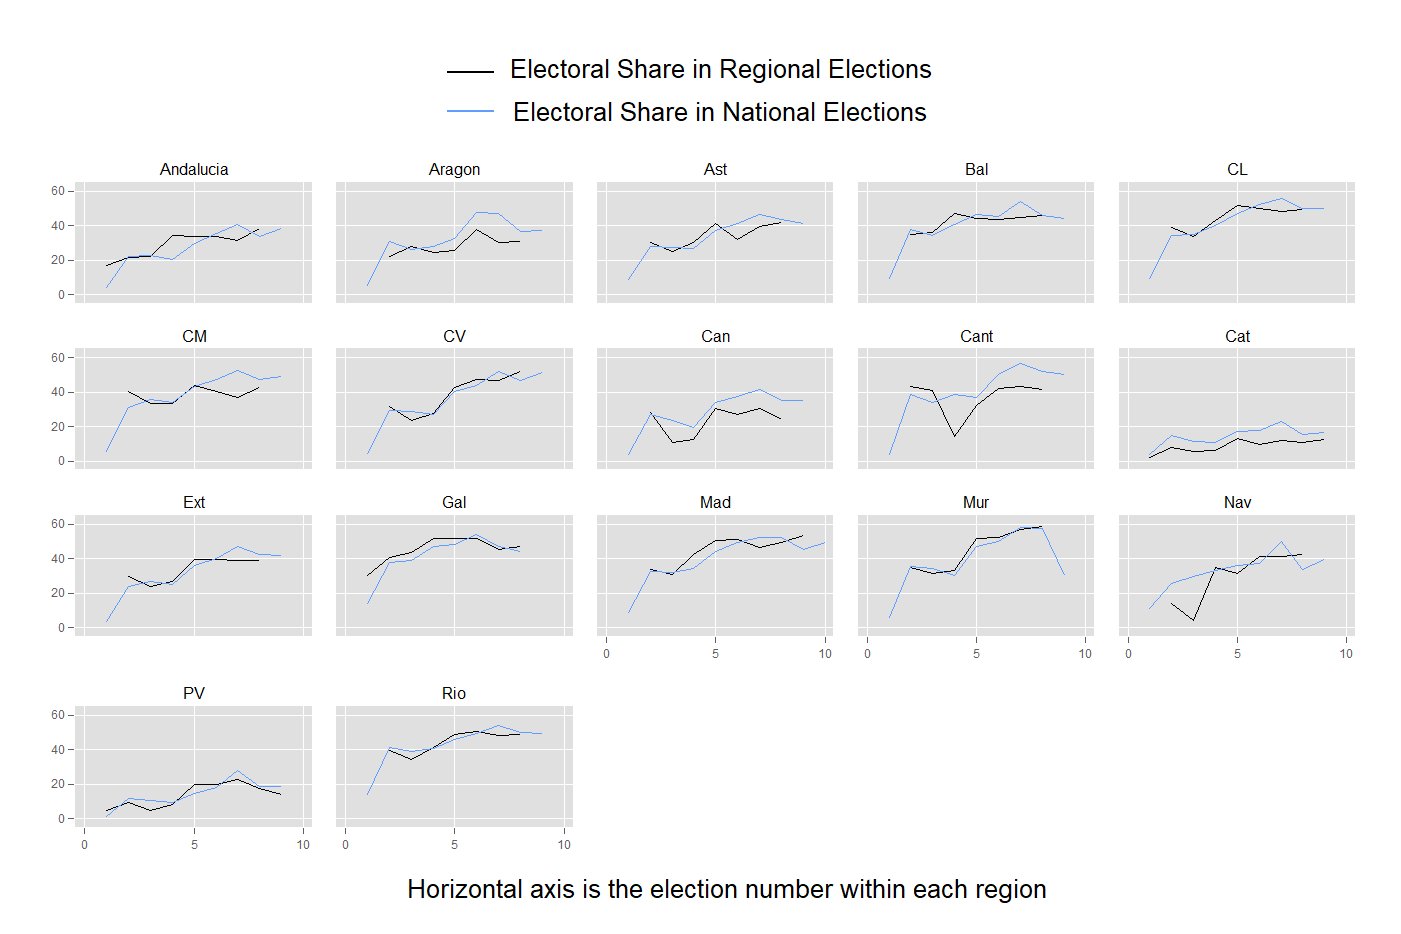 Electoral Share in Regional Elections
Electoral Share in National Elections
Andalucia Aragon Ast Bal CL
60
40
20
0
CM CV Can Cant Cat
60
40
20
0
Ext Gal Mad Mur Nav
60
40
20
0
0 5 10 0 5 10 0 5 10
PV Rio
60
40
20
0
0 5 10 0 5 10
Horizontal axis is the election number within each region